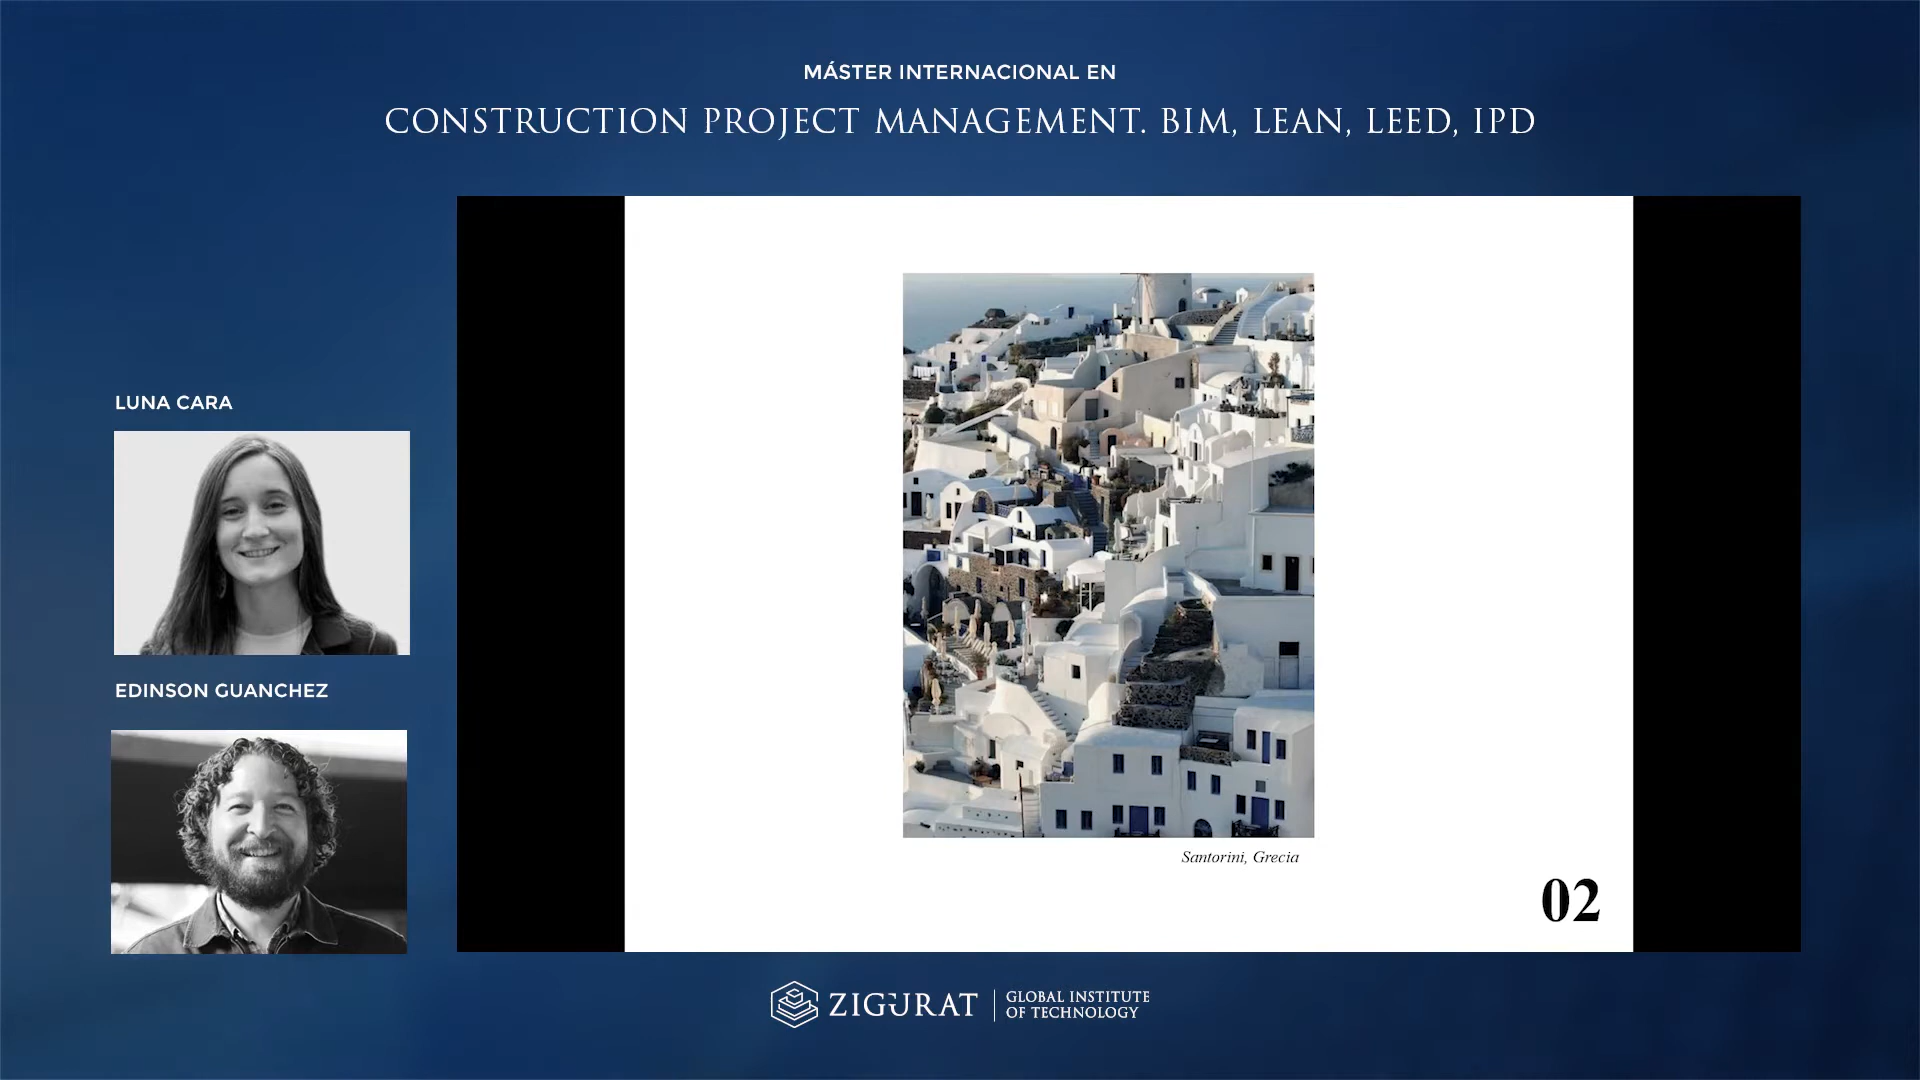 MÁSTER INTERNACIONAL EN
CONSTRUCTION PROJECT MANAGEMENT. BIM, LEAN, LEED, IPD
LUNA CARA
EDINSON GUANCHEZ
Santorini, Grecia
02
ZIGURAT
GLOBAL INSTITUTE
OF TECHNOLOGY